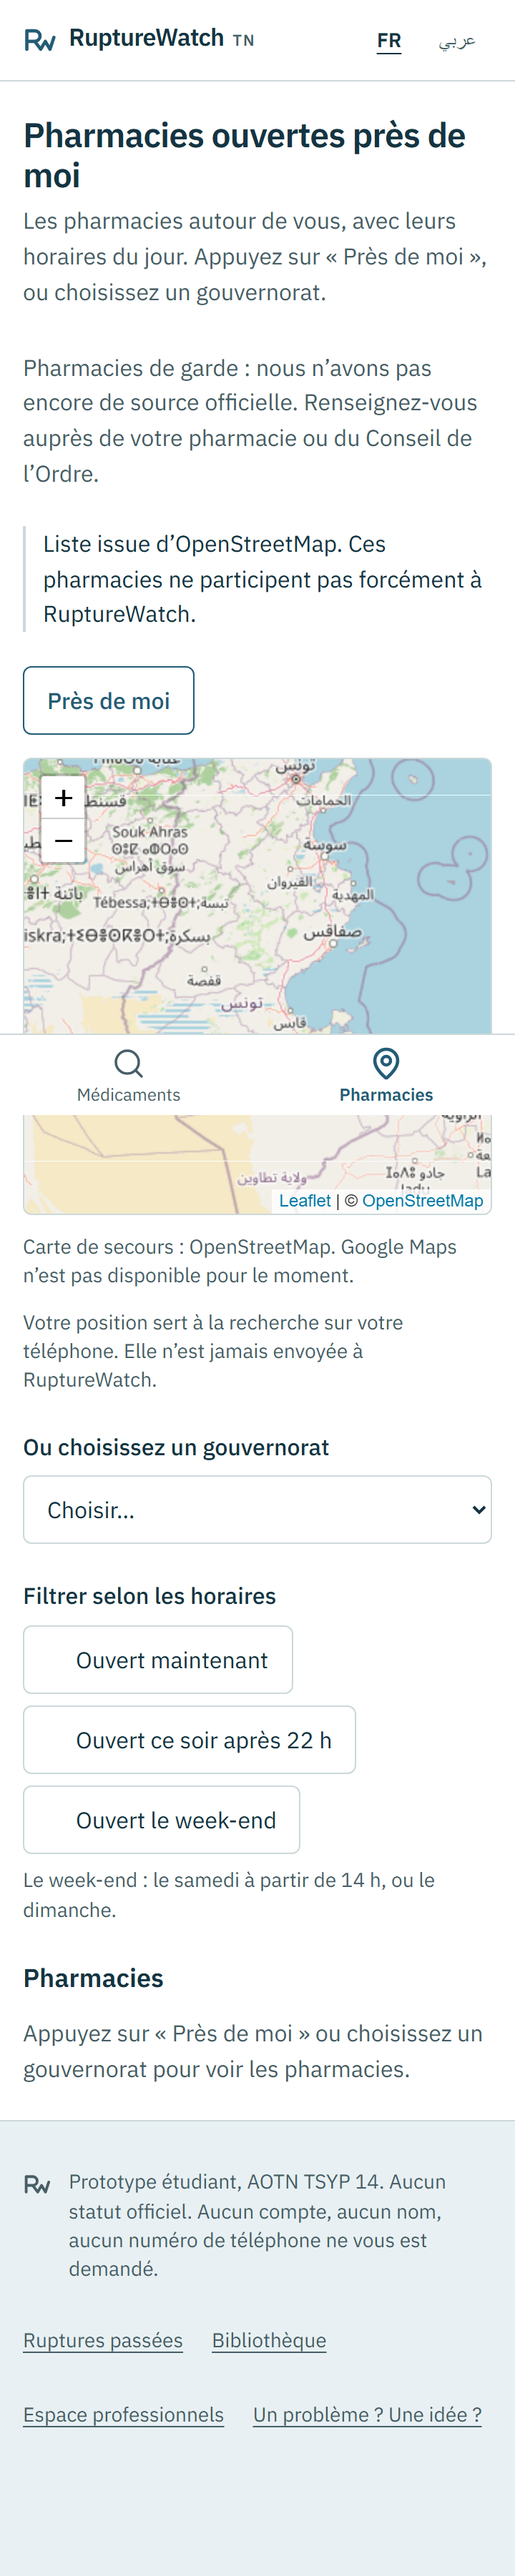 RuptureWatch TN
FR
عربي
Pharmacies ouvertes près de
moi
Les pharmacies autour de vous, avec leurs
horaires du jour. Appuyez sur « Près de moi »,
ou choisissez un gouvernorat.
Pharmacies de garde : nous n’avons pas
encore de source officielle. Renseignez-vous
auprès de votre pharmacie ou du Conseil de
l’Ordre.
Liste issue d’OpenStreetMap. Ces
pharmacies ne participent pas forcément à
RuptureWatch.
Près de moi
+
−
تونس
الحمامات
Souk Ahras
سوق أهراس
سوسة
القيروان
المهدية
باتنة
Tébessa
تبسة
بسكرة
صفاقس
قفصة
تونس
قابس
Médicaments
Pharmacies
ولاية تطاوين
جادو
Leaflet | © OpenStreetMap
Carte de secours : OpenStreetMap. Google Maps
n’est pas disponible pour le moment.
Votre position sert à la recherche sur votre
téléphone. Elle n’est jamais envoyée à
RuptureWatch.
Ou choisissez un gouvernorat
Choisir...
Filtrer selon les horaires
Ouvert maintenant
Ouvert ce soir après 22 h
Ouvert le week-end
Le week-end : le samedi à partir de 14 h, ou le
dimanche.
Pharmacies
Appuyez sur « Près de moi » ou choisissez un
gouvernorat pour voir les pharmacies.
Rw
Prototype étudiant, AOTN TSYP 14. Aucun
statut officiel. Aucun compte, aucun nom,
aucun numéro de téléphone ne vous est
demandé.
Ruptures passées
Bibliothèque
Espace professionnels
Un problème ? Une idée ?